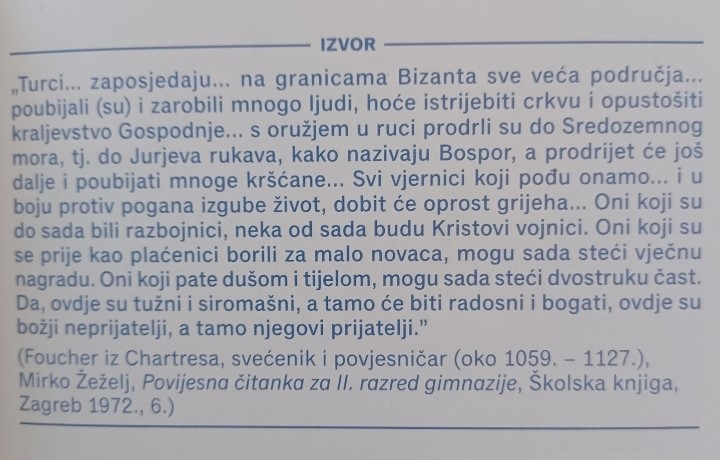 IZVOR
„Turci... zaposjedaju... na granicama Bizanta sve veća područja...
poubijali (su) i zarobili mnogo ljudi, hoće istrijebiti crkvu i opustošiti
kraljevstvo Gospodnje... s oružjem u ruci prodrli su do Sredozemnog
mora, tj. do Jurjeva rukava, kako nazivaju Bospor, a prodrijet će još
dalje i poubijati mnoge kršćane... Svi vjernici koji pođu onamo... i u
boju protiv pogana izgube život, dobit će oprost grijeha... Oni koji su
do sada bili razbojnici, neka od sada budu Kristovi vojnici. Oni koji su
se prije kao plaćenici borili za malo novaca, mogu sada steći vječnu
nagradu. Oni koji pate dušom i tijelom, mogu sada steći dvostruku čast.
Da, ovdje su tužni i siromašni, a tamo će biti radosni i bogati, ovdje su
božji neprijatelji, a tamo njegovi prijatelji.”
(Foucher iz Chartresa, svećenik i povjesničar (oko 1059. – 1127.),
Mirko Žeželj, Povijesna čitanka za II. razred gimnazije, Školska knjiga,
Zagreb 1972., 6.)